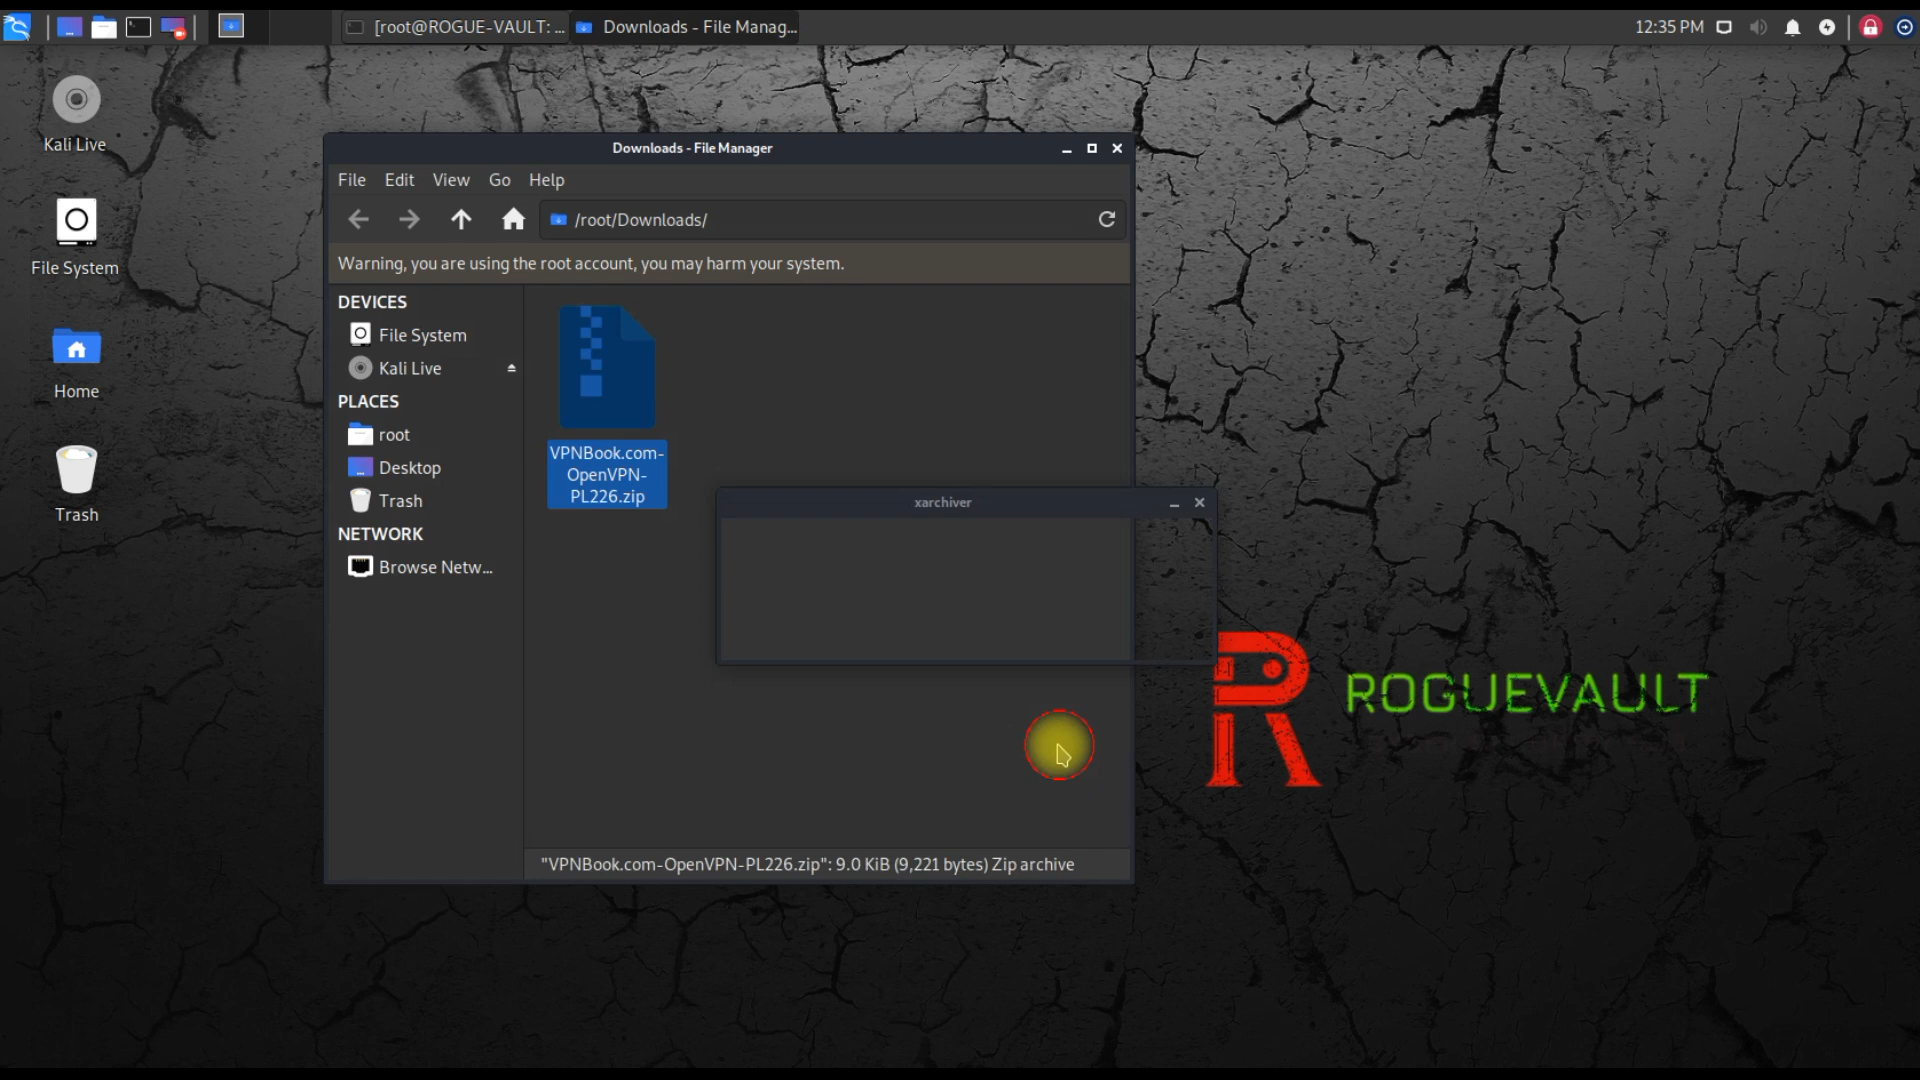 [root@ROGUE-VAULT: ...
Downloads - File Manag...
12:35 PM
Kali Live
File System
Home
Trash
Downloads - File Manager
File Edit View Go Help
/root/Downloads/
Warning, you are using the root account, you may harm your system.
DEVICES
File System
Kali Live
PLACES
root
Desktop
Trash
NETWORK
Browse Netw...
VPNBook.com-
OpenVPN-
PL226.zip
xarchiver
"VPNBook.com-OpenVPN-PL226.zip": 9.0 KiB (9,221 bytes) Zip archive
R ROGUEVAULT